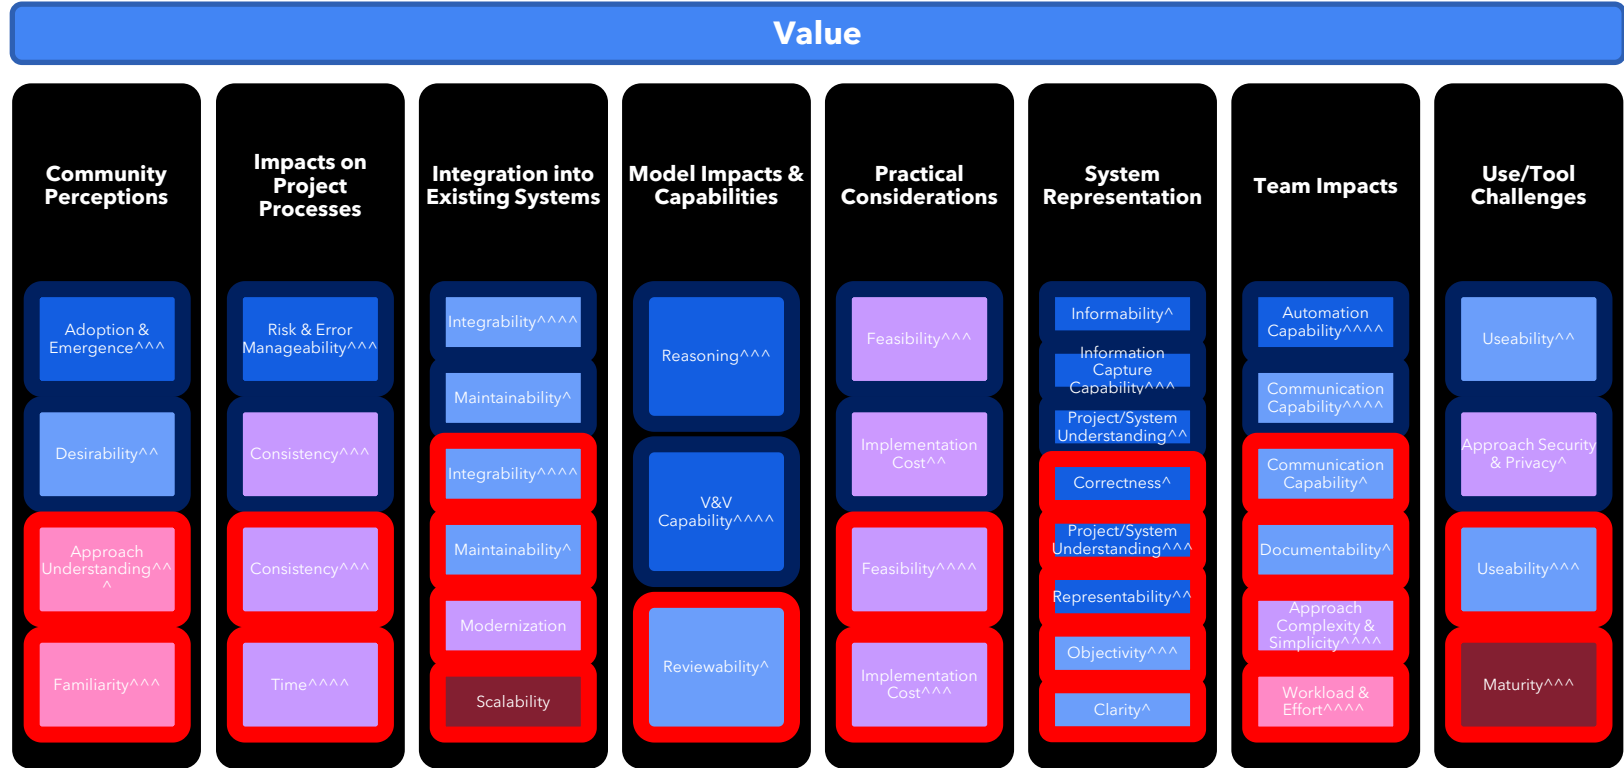 Value
Community
Perceptions
Adoption &
Emergence^^^
Desirability^^
Approach
Understanding^^
^
Familiarity^^^
Impacts on
Project
Processes
Risk & Error
Manageability^^^
Consistency^^^
Consistency^^^
Time^^^^
Integration into
Existing Systems
Integrability^^^^
Maintainability^
Integrability^^^^
Maintainability^
Modernization
Scalability
Model Impacts &
Capabilities
Reasoning^^^
V&V
Capability^^^^
Reviewability^
Practical
Considerations
Feasibility^^^
Implementation
Cost^^
Feasibility^^^^
Implementation
Cost^^^
System
Representation
Informability^
Information
Capture
Capability^^^
Project/System
Understanding^^
Correctness^
Project/System
Understanding^^^
Representability^^
Objectivity^^^
Clarity^
Team Impacts
Automation
Capability^^^^
Communication
Capability^^^^
Communication
Capability^
Documentability^
Approach
Complexity &
Simplicity^^^^
Workload &
Effort^^^^
Use/Tool
Challenges
Useability^^
Approach Security
& Privacy^
Useability^^^
Maturity^^^